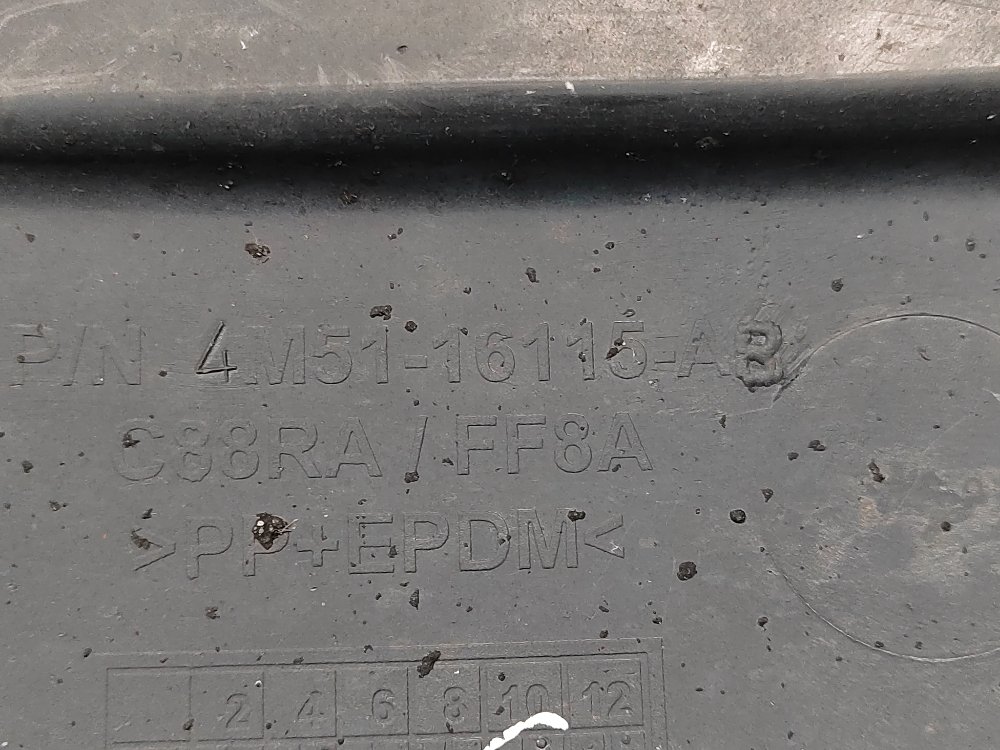 P/N 4M51-16115-AB
C88RA / FF8A
>PP+EPDM<
2 4 6 8 10 12